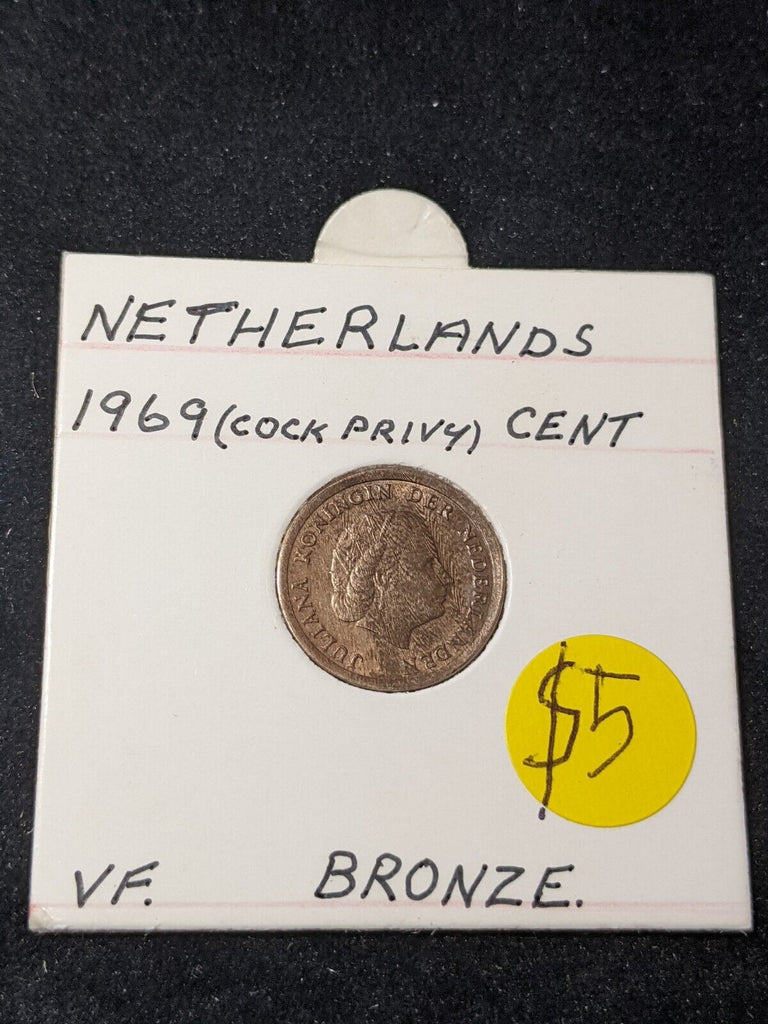 NETHERLANDS
1969 (COCK PRIVY) CENT
JULIANA KONINGIN DER NEDERLANDEN
$5
VF. BRONZE.